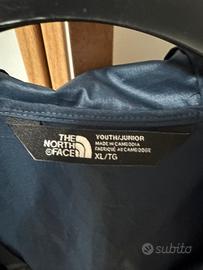 THE
NORTH
FACE
YOUTH/JUNIOR
MADE IN CAMBODIA
FABRIQUÉ AU CAMBODGE
XL/TG
subito